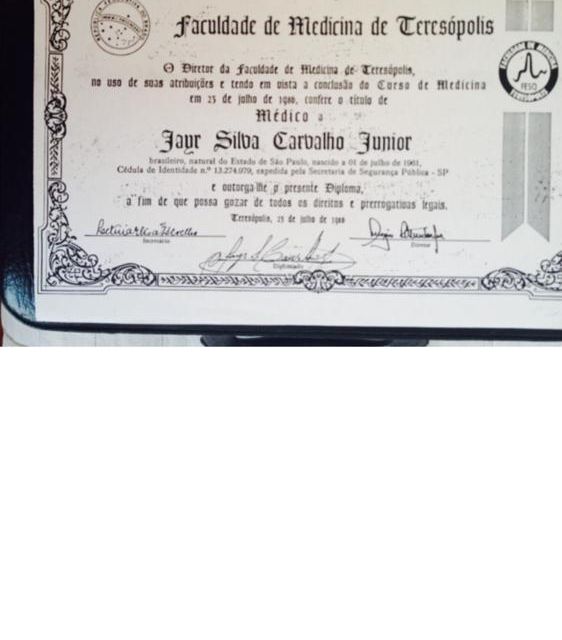 Faculdade de Medicina de Teresópolis
O Diretor da Faculdade de Medicina de Teresópolis,
no uso de suas atribuições e tendo em vista a conclusão do Curso de Medicina
em 25 de julho de 1986, confere o título de
Médico a
Jayr Silva Carvalho Junior
brasileiro, natural do Estado de São Paulo, nascido a 01 de julho de 1961,
Cédula de Identidade n.º 13.274.979, expedida pela Secretaria de Segurança Pública - SP
e outorga-lhe o presente Diploma,
a fim de que possa gozar de todos os direitos e prerrogativas legais.
Teresópolis, 25 de julho de 1986
Secretário
Diretor
Diplomado
FESO